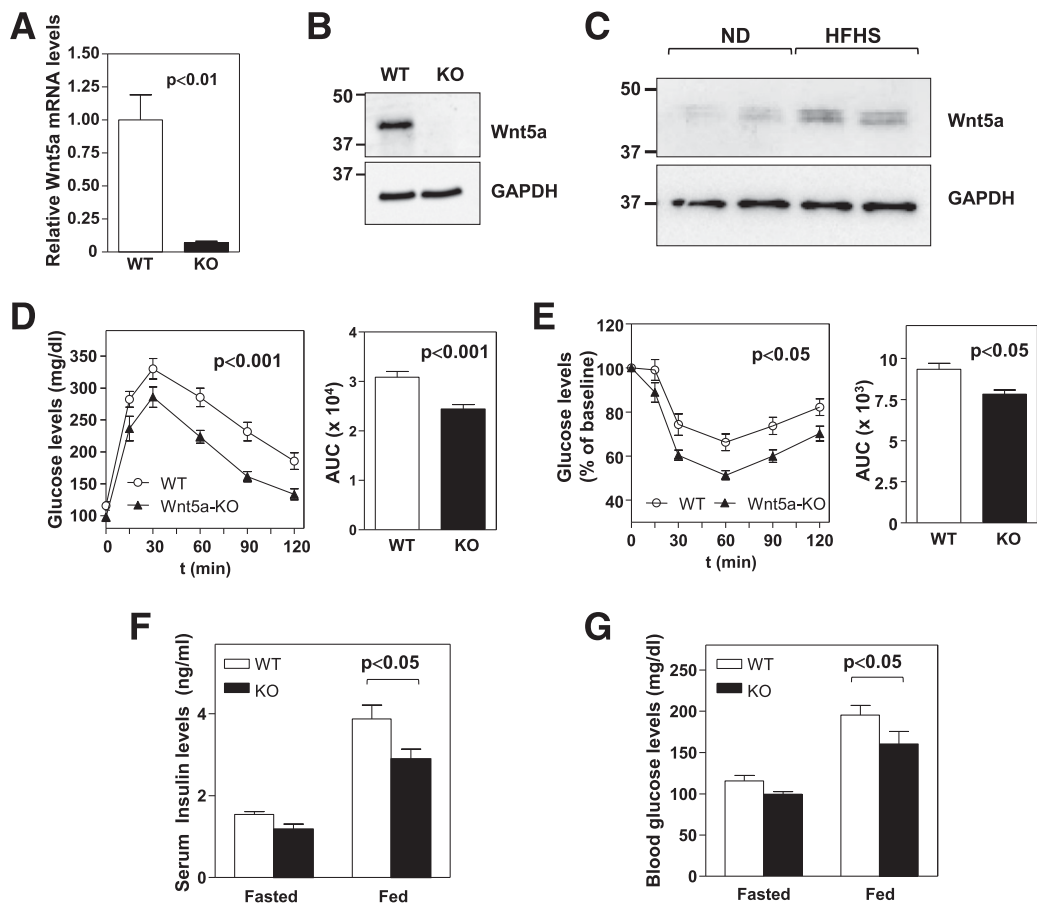 A
Relative Wnt5a mRNA levels
1.50
1.25
1.00
0.75
0.50
0.25
0
p<0.01
WT
KO
B
WT KO
50
37
Wnt5a
37
GAPDH
C
ND HFHS
50
37
Wnt5a
37
GAPDH
D
Glucose levels (mg/dl)
350
300
250
200
150
100
p<0.001
WT
Wnt5a-KO
0 30 60 90 120
t (min)
AUC (x 10⁴)
4
3
2
1
0
p<0.001
WT KO
E
Glucose levels
(% of baseline)
120
100
80
60
40
p<0.05
WT Wnt5a-KO
0 30 60 90 120
t (min)
AUC (x 10³)
10
7.5
5.0
2.5
0
p<0.05
WT KO
F
Serum Insulin levels (ng/ml)
4
2
0
WT
KO
p<0.05
Fasted Fed
G
Blood glucose levels (mg/dl)
250
200
150
100
50
0
WT
KO
p<0.05
Fasted Fed